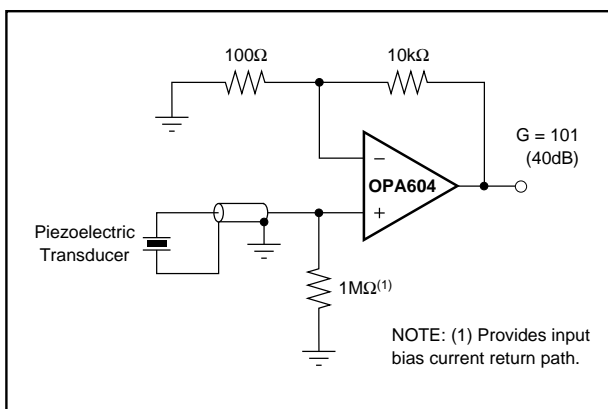 100Ω
10kΩ
G = 101
(40dB)
−
OPA604
+
Piezoelectric
Transducer
1MΩ(1)
NOTE: (1) Provides input
bias current return path.